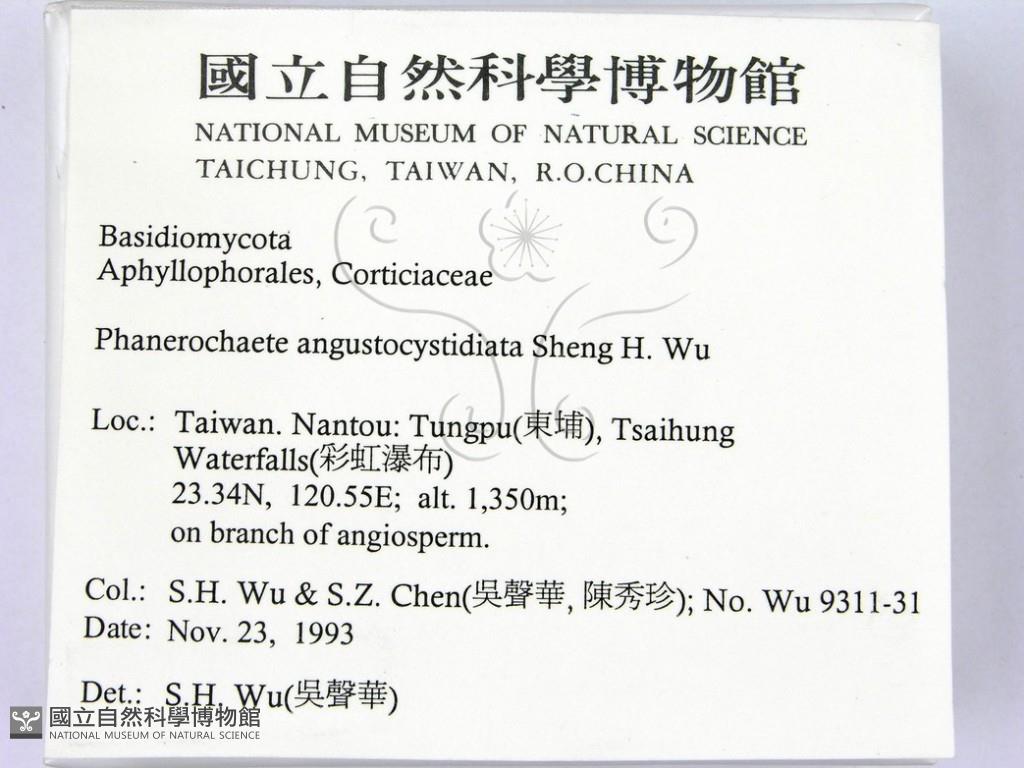 國立自然科學博物館
NATIONAL MUSEUM OF NATURAL SCIENCE
TAICHUNG, TAIWAN, R.O.CHINA
Basidiomycota
Aphyllophorales, Corticiaceae
Phanerochaete angustocystidiata Sheng H. Wu
Loc.: Taiwan. Nantou: Tungpu(東埔), Tsaihung
Waterfalls(彩虹瀑布)
23.34N, 120.55E; alt. 1,350m;
on branch of angiosperm.
Col.: S.H. Wu & S.Z. Chen(吳聲華, 陳秀珍); No. Wu 9311-31
Date: Nov. 23, 1993
Det.: S.H. Wu(吳聲華)
國立自然科學博物館
NATIONAL MUSEUM OF NATURAL SCIENCE